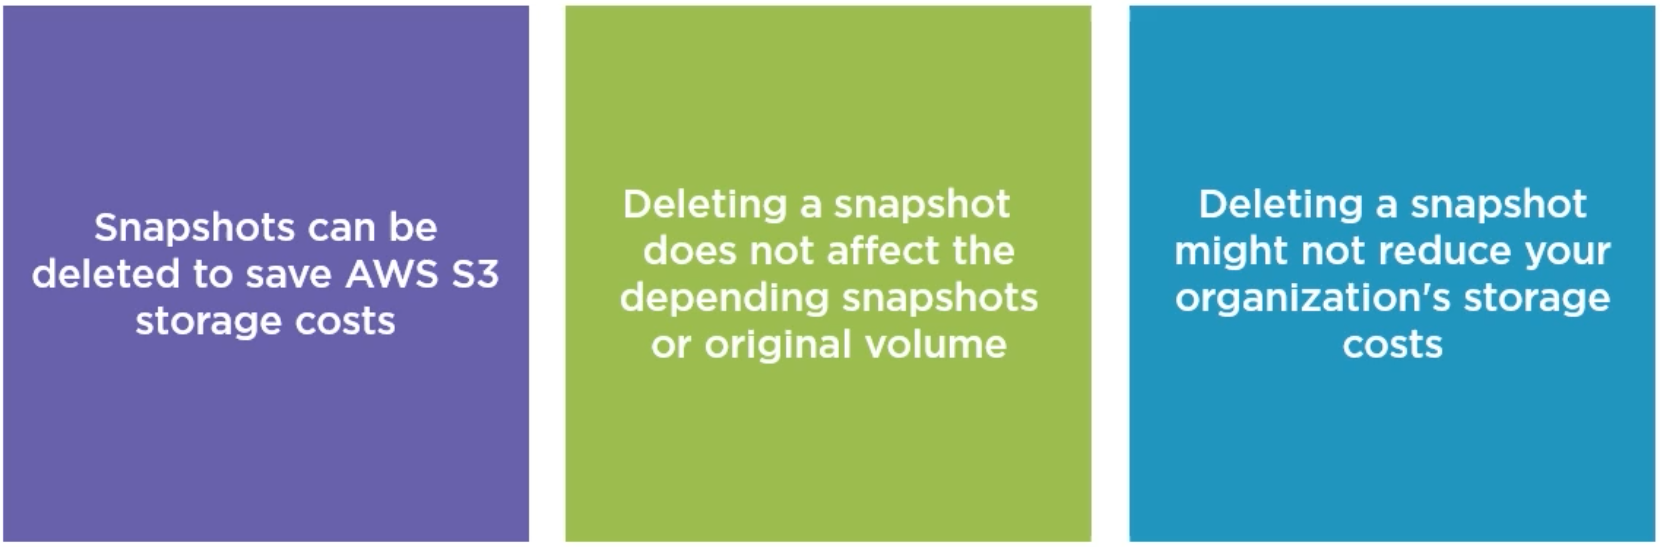 Snapshots can be
deleted to save AWS S3
storage costs
Deleting a snapshot
does not affect the
depending snapshots
or original volume
Deleting a snapshot
might not reduce your
organization's storage
costs